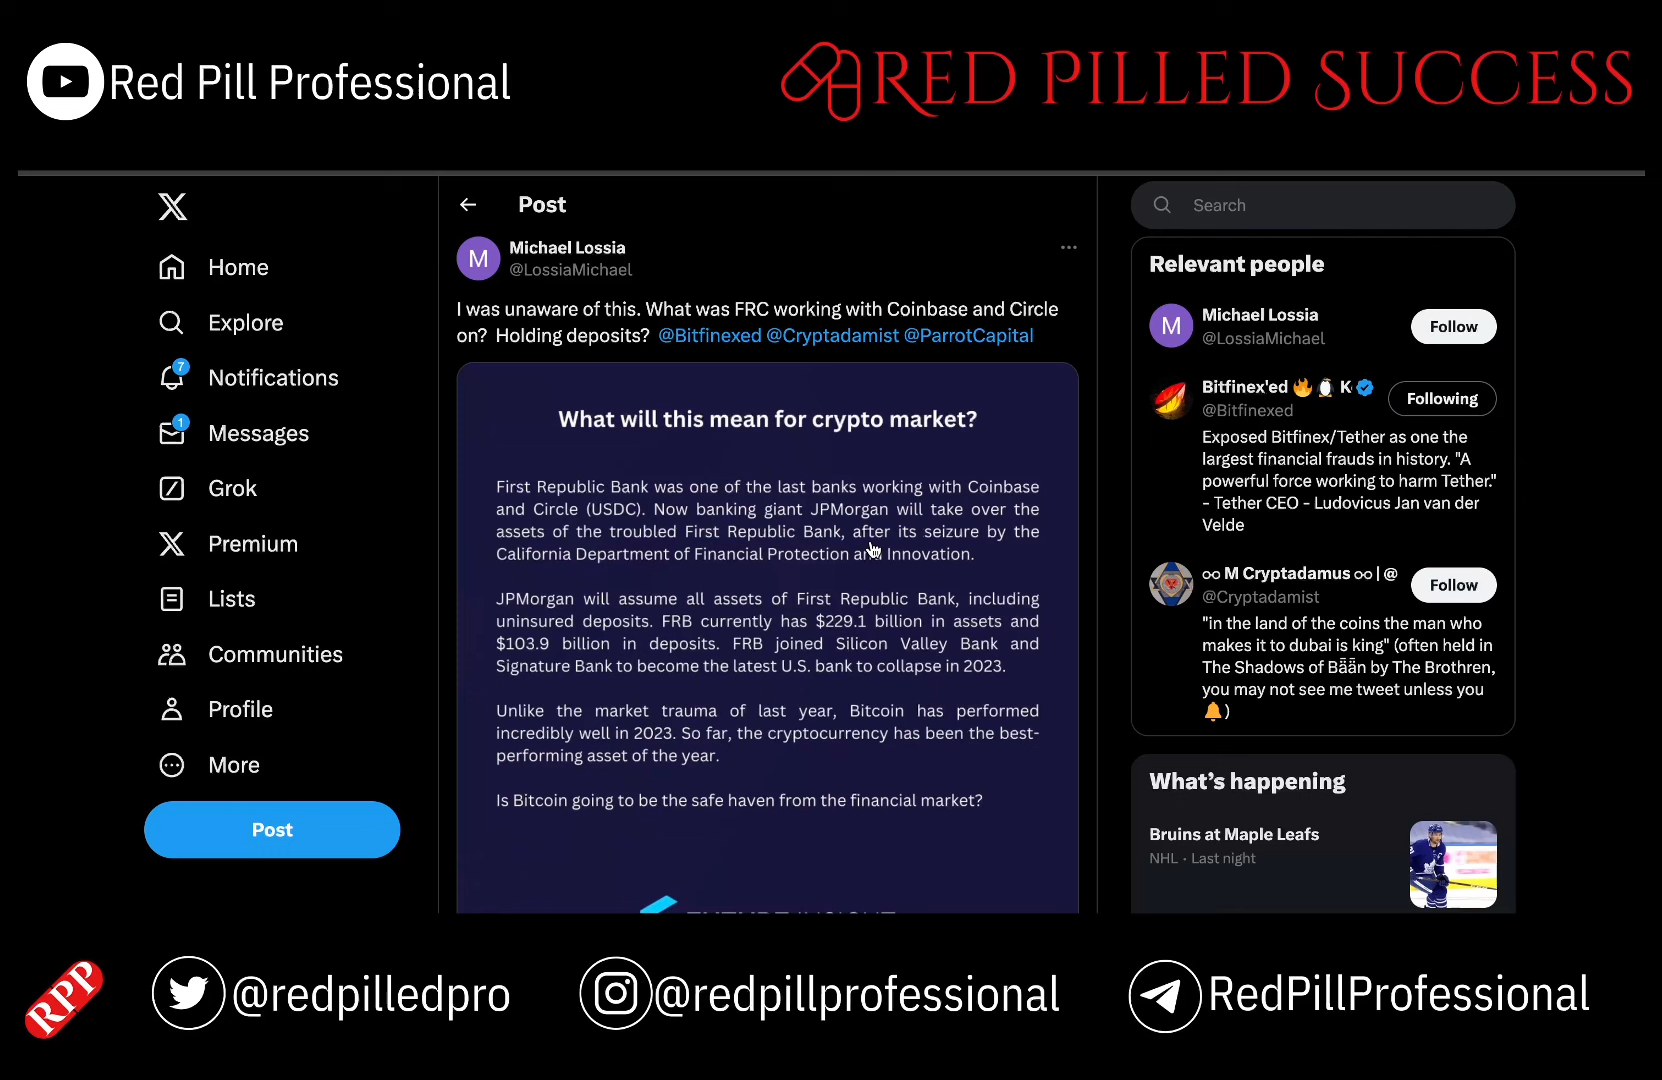 Red Pill Professional
RED PILLED SUCCESS
Home
Explore
7
Notifications
1
Messages
Grok
Premium
Lists
Communities
Profile
More
Post
Post
M
Michael Lossia
@LossiaMichael
I was unaware of this. What was FRC working with Coinbase and Circle
on? Holding deposits? @Bitfinexed @Cryptadamist @ParrotCapital
What will this mean for crypto market?
First Republic Bank was one of the last banks working with Coinbase
and Circle (USDC). Now banking giant JPMorgan will take over the
assets of the troubled First Republic Bank, after its seizure by the
California Department of Financial Protection and Innovation.
JPMorgan will assume all assets of First Republic Bank, including
uninsured deposits. FRB currently has $229.1 billion in assets and
$103.9 billion in deposits. FRB joined Silicon Valley Bank and
Signature Bank to become the latest U.S. bank to collapse in 2023.
Unlike the market trauma of last year, Bitcoin has performed
incredibly well in 2023. So far, the cryptocurrency has been the best-
performing asset of the year.
Is Bitcoin going to be the safe haven from the financial market?
Search
Relevant people
M
Michael Lossia
@LossiaMichael
Follow
Bitfinex'ed 🔥🐧 K
@Bitfinexed
Following
Exposed Bitfinex/Tether as one the
largest financial frauds in history. "A
powerful force working to harm Tether."
- Tether CEO - Ludovicus Jan van der
Velde
∞ M Cryptadamus ∞ | @
@Cryptadamist
Follow
"in the land of the coins the man who
makes it to dubai is king" (often held in
The Shadows of Bään by The Brothren,
you may not see me tweet unless you
🔔)
What's happening
Bruins at Maple Leafs
NHL · Last night
RPP
@redpilledpro
@redpillprofessional
RedPillProfessional